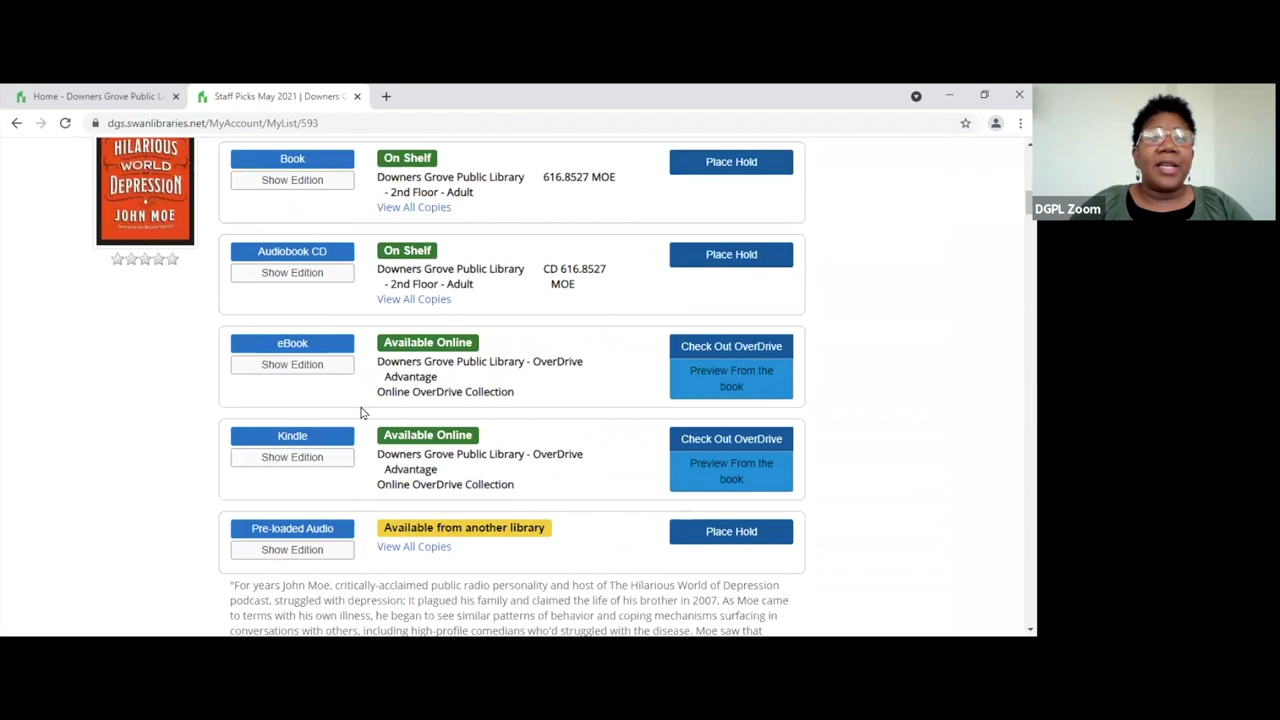 Home - Downers Grove Public Li
Staff Picks May 2021 | Downers G
dgs.swanlibraries.net/MyAccount/MyList/593
HILARIOUS
WORLD
OF
DEPRESSION
JOHN MOE
Book
Show Edition
On Shelf
Downers Grove Public Library
- 2nd Floor - Adult
616.8527 MOE
View All Copies
Place Hold
Audiobook CD
Show Edition
On Shelf
Downers Grove Public Library
- 2nd Floor - Adult
CD 616.8527
MOE
View All Copies
Place Hold
eBook
Show Edition
Available Online
Downers Grove Public Library - OverDrive
Advantage
Online OverDrive Collection
Check Out OverDrive
Preview From the
book
Kindle
Show Edition
Available Online
Downers Grove Public Library - OverDrive
Advantage
Online OverDrive Collection
Check Out OverDrive
Preview From the
book
Pre-loaded Audio
Show Edition
Available from another library
View All Copies
Place Hold
"For years John Moe, critically-acclaimed public radio personality and host of The Hilarious World of Depression
podcast, struggled with depression; it plagued his family and claimed the life of his brother in 2007. As Moe came
to terms with his own illness, he began to see similar patterns of behavior and coping mechanisms surfacing in
conversations with others, including high-profile comedians who'd struggled with the disease. Moe saw that
DGPL Zoom